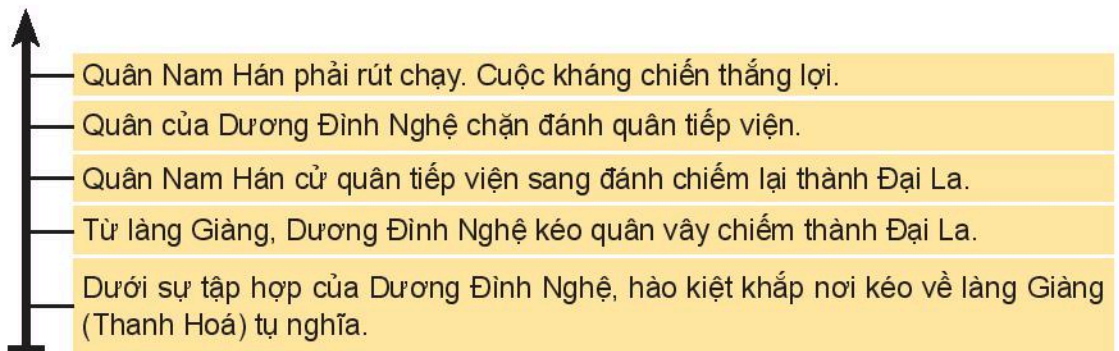 Quân Nam Hán phải rút chạy. Cuộc kháng chiến thắng lợi.
Quân của Dương Đình Nghệ chặn đánh quân tiếp viện.
Quân Nam Hán cử quân tiếp viện sang đánh chiếm lại thành Đại La.
Từ làng Giàng, Dương Đình Nghệ kéo quân vây chiếm thành Đại La.
Dưới sự tập hợp của Dương Đình Nghệ, hào kiệt khắp nơi kéo về làng Giàng
(Thanh Hoá) tụ nghĩa.